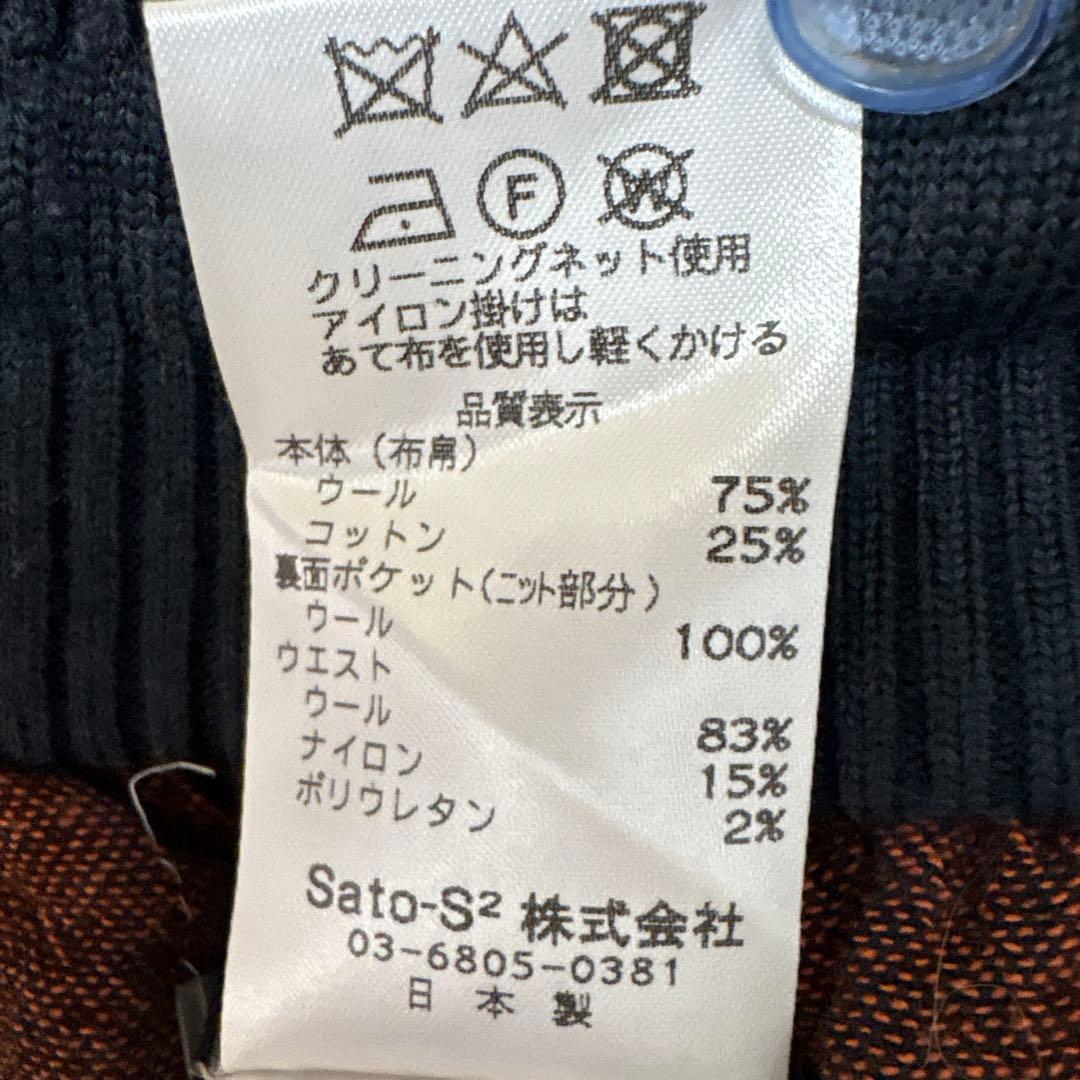 F W
クリーニングネット使用
アイロン掛けは
あて布を使用し軽くかける
品質表示
本体（布帛）
ウール 75%
コットン 25%
裏面ポケット(ニット部分)
ウール 100%
ウエスト
ウール 83%
ナイロン 15%
ポリウレタン 2%
Sato-S² 株式会社
03-6805-0381
日本製